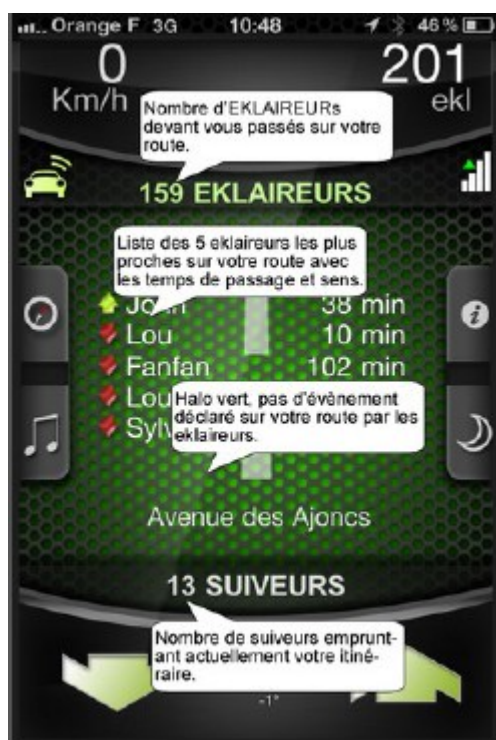 Orange F 3G 10:48 46 %
0 201
Km/h ekl
Nombre d'EKLAIREURs
devant vous passés sur votre
route.
159 EKLAIREURS
Liste des 5 eklaireurs les plus
proches sur votre route avec
les temps de passage et sens.
38 min
Lou 10 min
Fanfan 102 min
Halo vert, pas d'évènement
déclaré sur votre route par les
eklaireurs.
Avenue des Ajoncs
13 SUIVEURS
Nombre de suiveurs emprunt-
ant actuellement votre itiné-
raire.
-1°